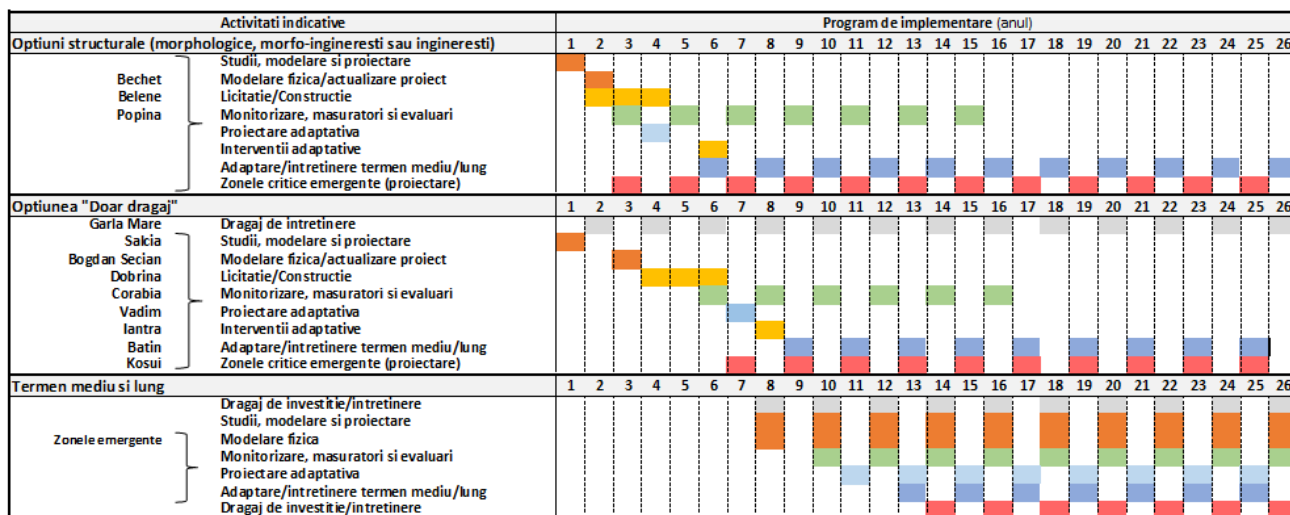 Activitati indicative Program de implementare (anul)
Optiuni structurale (morphologice, morfo-ingineresti sau ingineresti) 1 2 3 4 5 6 7 8 9 10 11 12 13 14 15 16 17 18 19 20 21 22 23 24 25 26
Studii, modelare si proiectare
Bechet Modelare fizica/actualizare proiect
Belene Licitatie/Constructie
Popina Monitorizare, masuratori si evaluari
Proiectare adaptativa
Interventii adaptative
Adaptare/intretinere termen mediu/lung
Zonele critice emergente (proiectare)
Optiunea "Doar dragaj" 1 2 3 4 5 6 7 8 9 10 11 12 13 14 15 16 17 18 19 20 21 22 23 24 25 26
Garla Mare Dragaj de intretinere
Salcia Studii, modelare si proiectare
Bogdan Secian Modelare fizica/actualizare proiect
Dobrina Licitatie/Constructie
Corabia Monitorizare, masuratori si evaluari
Vadim Proiectare adaptativa
Iantra Interventii adaptative
Batin Adaptare/intretinere termen mediu/lung
Kosui Zonele critice emergente (proiectare)
Termen mediu si lung 1 2 3 4 5 6 7 8 9 10 11 12 13 14 15 16 17 18 19 20 21 22 23 24 25 26
Dragaj de investitie/intretinere
Studii, modelare si proiectare
Zonele emergente Modelare fizica
Monitorizare, masuratori si evaluari
Proiectare adaptativa
Adaptare/intretinere termen mediu/lung
Dragaj de investitie/intretinere